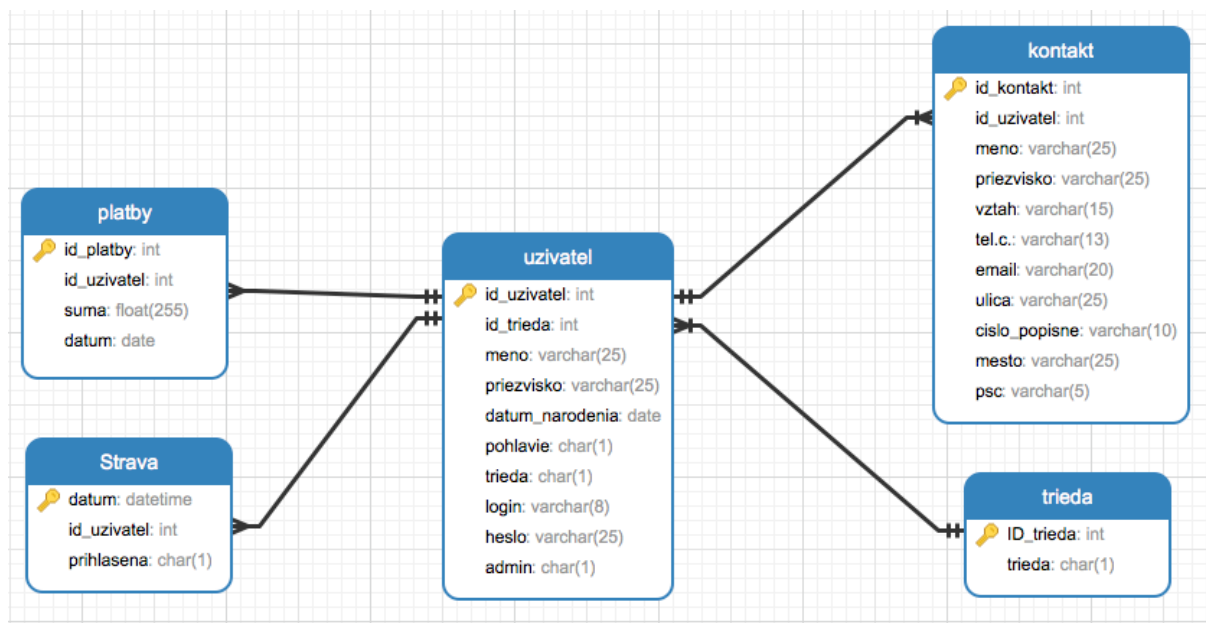 platby
id_platby: int
id_uzivatel: int
suma: float(255)
datum: date
Strava
datum: datetime
id_uzivatel: int
prihlasena: char(1)
uzivatel
id_uzivatel: int
id_trieda: int
meno: varchar(25)
priezvisko: varchar(25)
datum_narodenia: date
pohlavie: char(1)
trieda: char(1)
login: varchar(8)
heslo: varchar(25)
admin: char(1)
kontakt
id_kontakt: int
id_uzivatel: int
meno: varchar(25)
priezvisko: varchar(25)
vztah: varchar(15)
tel.c.: varchar(13)
email: varchar(20)
ulica: varchar(25)
cislo_popisne: varchar(10)
mesto: varchar(25)
psc: varchar(5)
trieda
ID_trieda: int
trieda: char(1)